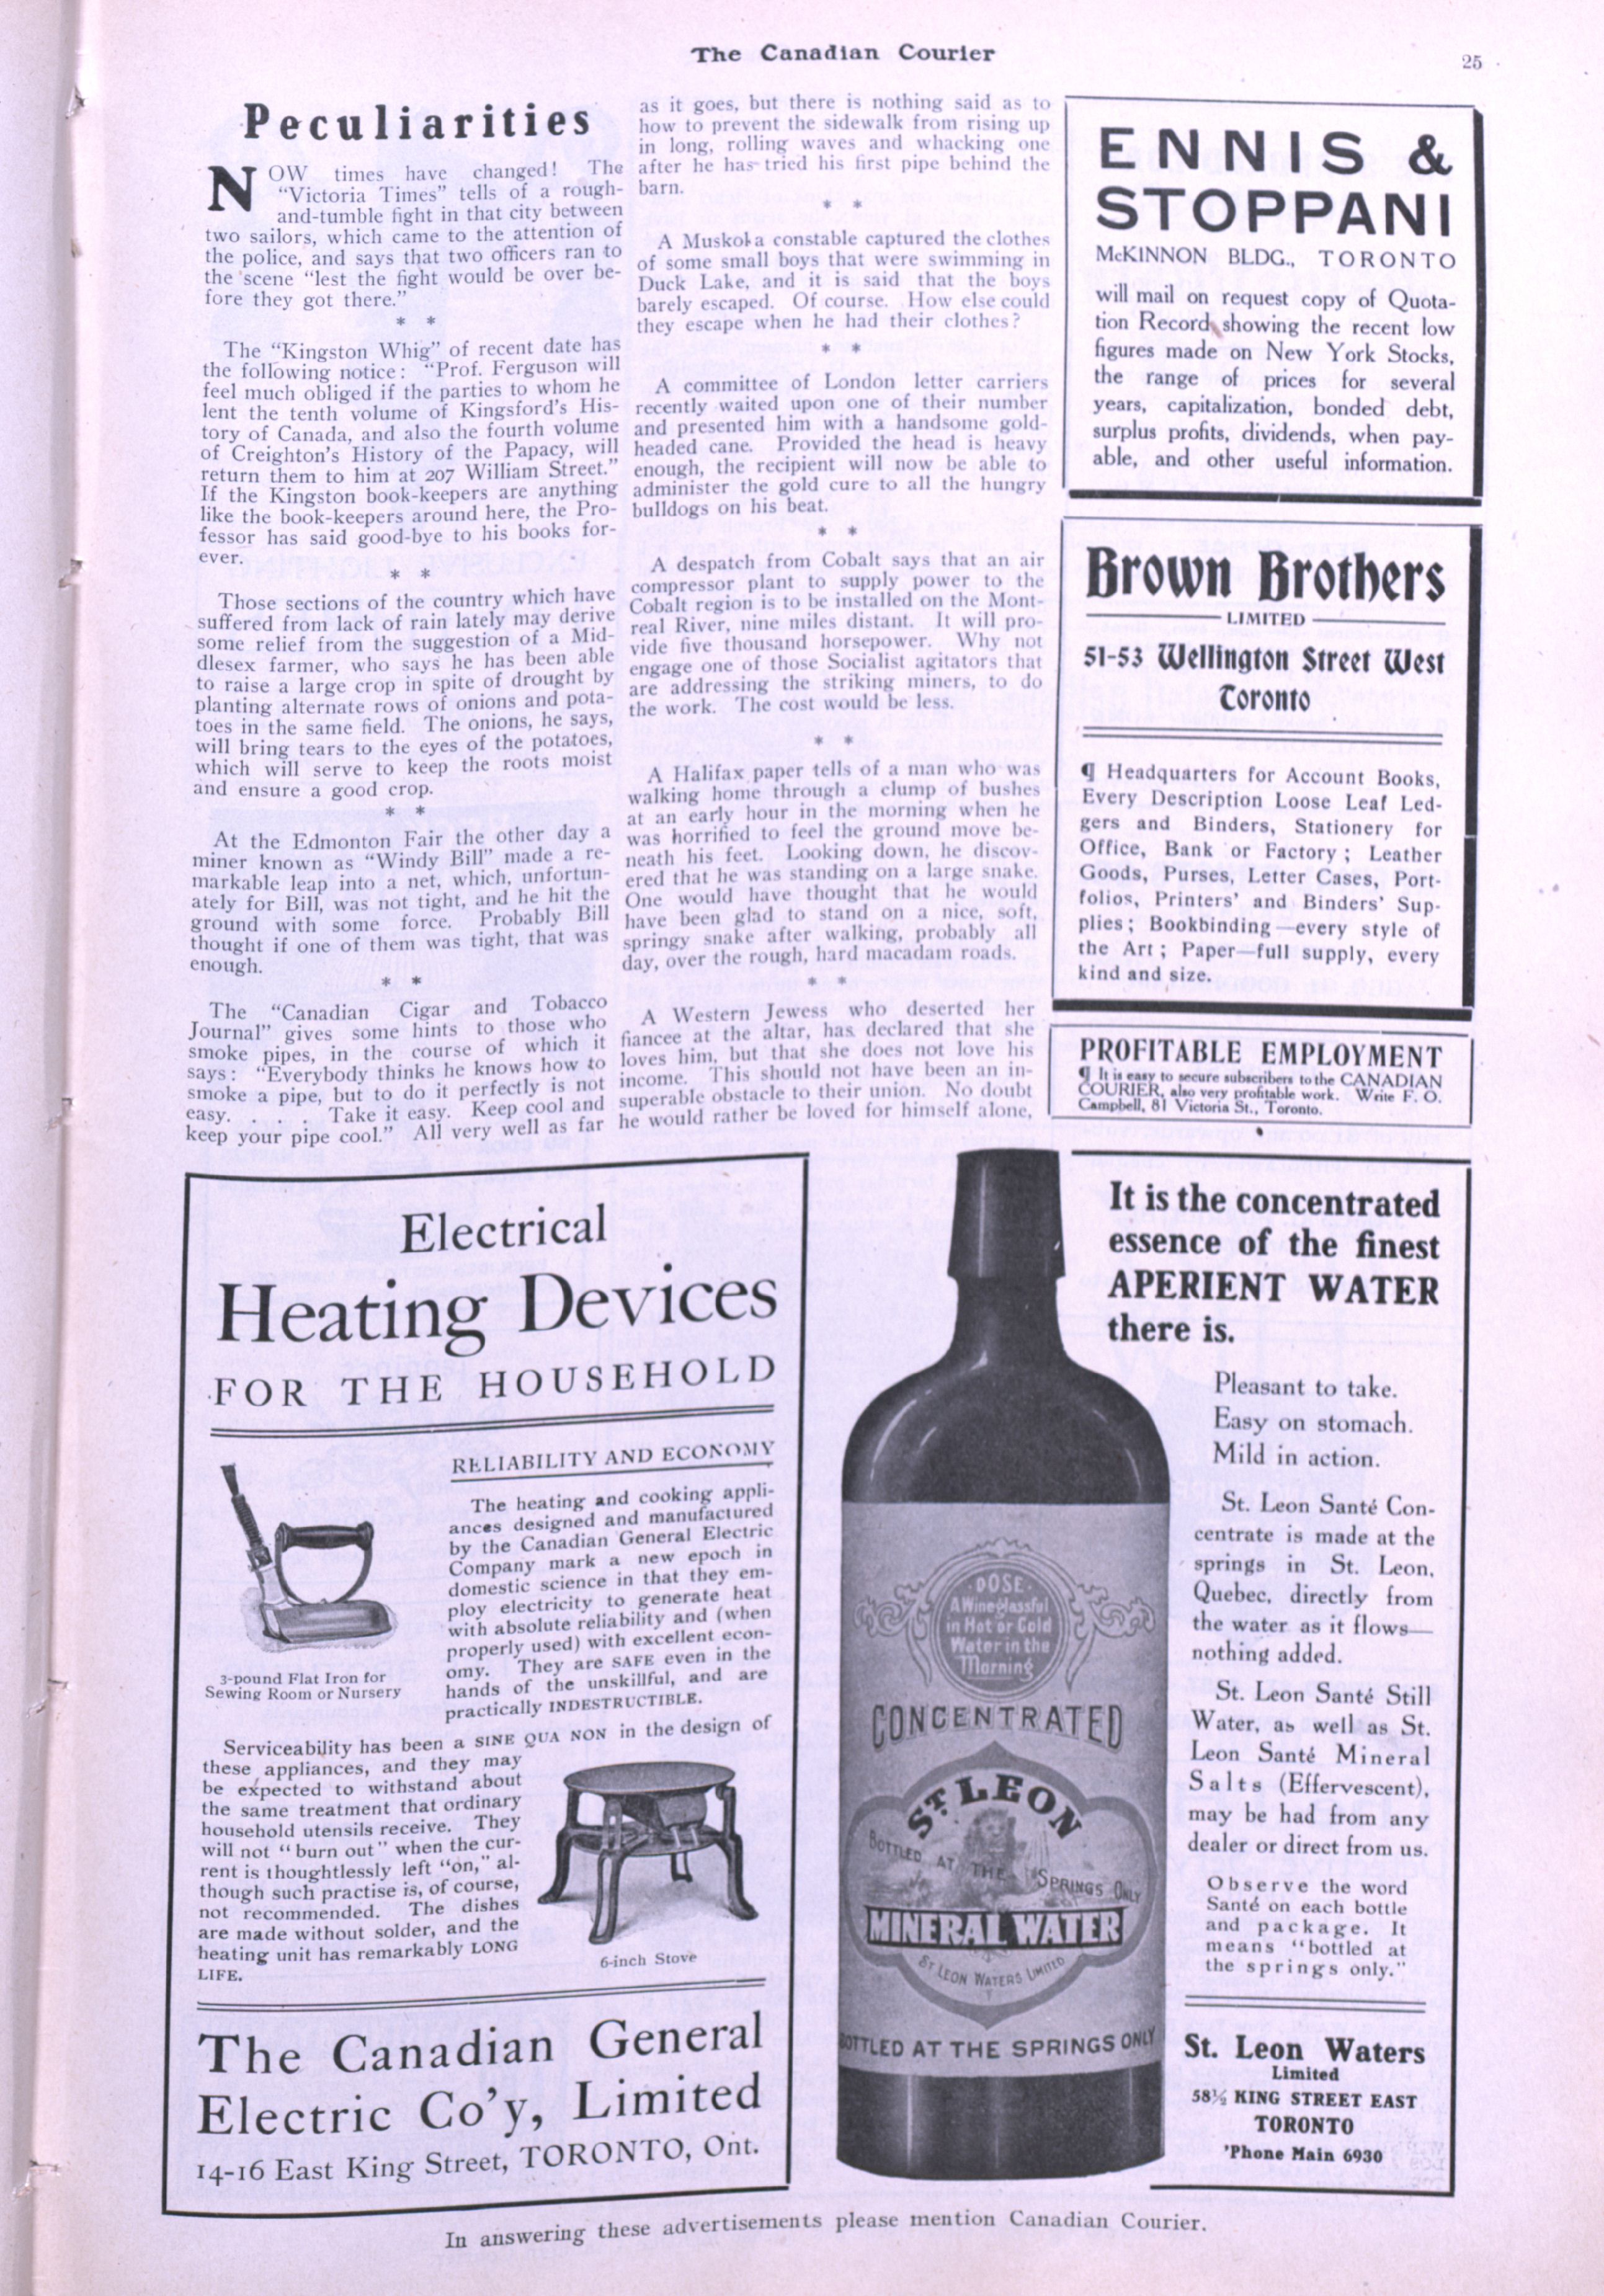 The Canadian Courier
25
Peculiarities
NOW times have changed! The
"Victoria Times" tells of a rough-
and-tumble fight in that city between
two sailors, which came to the attention of
the police, and says that two officers ran to
the scene "lest the fight would be over be-
fore they got there."
* *
The "Kingston Whig" of recent date has
the following notice: "Prof. Ferguson will
feel much obliged if the parties to whom he
lent the tenth volume of Kingsford's His-
tory of Canada, and also the fourth volume
of Creighton's History of the Papacy, will
return them to him at 207 William Street."
If the Kingston book-keepers are anything
like the book-keepers around here, the Pro-
fessor has said good-bye to his books for-
ever.
* *
Those sections of the country which have
suffered from lack of rain lately may derive
some relief from the suggestion of a Mid-
dlesex farmer, who says he has been able
to raise a large crop in spite of drought by
planting alternate rows of onions and pota-
toes in the same field. The onions, he says,
will bring tears to the eyes of the potatoes,
which will serve to keep the roots moist
and ensure a good crop.
* *
At the Edmonton Fair the other day a
miner known as "Windy Bill" made a re-
markable leap into a net, which, unfortun-
ately for Bill, was not tight, and he hit the
ground with some force. Probably Bill
thought if one of them was tight, that was
enough.
* *
The "Canadian Cigar and Tobacco
Journal" gives some hints to those who
smoke pipes, in the course of which it
says: "Everybody thinks he knows how to
smoke a pipe, but to do it perfectly is not
easy. . . . . Take it easy. Keep cool and
keep your pipe cool." All very well as far
as it goes, but there is nothing said as to
how to prevent the sidewalk from rising up
in long, rolling waves and whacking one
after he has tried his first pipe behind the
barn.
* *
A Muskoka constable captured the clothes
of some small boys that were swimming in
Duck Lake, and it is said that the boys
barely escaped. Of course. How else could
they escape when he had their clothes?
* *
A committee of London letter carriers
recently waited upon one of their number
and presented him with a handsome gold-
headed cane. Provided the head is heavy
enough, the recipient will now be able to
administer the gold cure to all the hungry
bulldogs on his beat.
* *
A despatch from Cobalt says that an air
compressor plant to supply power to the
Cobalt region is to be installed on the Mont-
real River, nine miles distant. It will pro-
vide five thousand horsepower. Why not
engage one of those Socialist agitators that
are addressing the striking miners, to do
the work. The cost would be less.
* *
A Halifax paper tells of a man who was
walking home through a clump of bushes
at an early hour in the morning when he
was horrified to feel the ground move be-
neath his feet. Looking down, he discov-
ered that he was standing on a large snake.
One would have thought that he would
have been glad to stand on a nice, soft,
springy snake after walking, probably all
day, over the rough, hard macadam roads.
* *
A Western Jewess who deserted her
fiancee at the altar, has declared that she
loves him, but that she does not love his
income. This should not have been an in-
superable obstacle to their union. No doubt
he would rather be loved for himself alone,
ENNIS &
STOPPANI
McKINNON BLDG., TORONTO
will mail on request copy of Quota-
tion Record showing the recent low
figures made on New York Stocks,
the range of prices for several
years, capitalization, bonded debt,
surplus profits, dividends, when pay-
able, and other useful information.
Brown Brothers
LIMITED
51-53 Wellington Street West
Toronto
¶ Headquarters for Account Books,
Every Description Loose Leaf Led-
gers and Binders, Stationery for
Office, Bank or Factory; Leather
Goods, Purses, Letter Cases, Port-
folios, Printers' and Binders' Sup-
plies; Bookbinding—every style of
the Art; Paper—full supply, every
kind and size.
PROFITABLE EMPLOYMENT
¶ It is easy to secure subscribers to the CANADIAN
COURIER, also very profitable work. Write F. O.
Campbell, 81 Victoria St., Toronto.
Electrical
Heating Devices
FOR THE HOUSEHOLD
RELIABILITY AND ECONOMY
The heating and cooking appli-
ances designed and manufactured
by the Canadian General Electric
Company mark a new epoch in
domestic science in that they em-
ploy electricity to generate heat
with absolute reliability and (when
properly used) with excellent econ-
omy. They are SAFE even in the
hands of the unskillful, and are
practically INDESTRUCTIBLE.
3-pound Flat Iron for
Sewing Room or Nursery
Serviceability has been a SINE QUA NON in the design of
these appliances, and they may
be expected to withstand about
the same treatment that ordinary
household utensils receive. They
will not "burn out" when the cur-
rent is thoughtlessly left "on," al-
though such practise is, of course,
not recommended. The dishes
are made without solder, and the
heating unit has remarkably LONG
LIFE.
6-inch Stove
The Canadian General
Electric Co'y, Limited
14-16 East King Street, TORONTO, Ont.
DOSE
A Wineglassful
in Hot or Cold
Water in the
Morning
CONCENTRATED
ST. LEON
BOTTLED AT THE SPRINGS ONLY
MINERAL WATER
ST LEON WATERS LIMITED
BOTTLED AT THE SPRINGS ONLY
It is the concentrated
essence of the finest
APERIENT WATER
there is.
Pleasant to take.
Easy on stomach.
Mild in action.
St. Leon Santé Con-
centrate is made at the
springs in St. Leon,
Quebec, directly from
the water as it flows—
nothing added.
St. Leon Santé Still
Water, as well as St.
Leon Santé Mineral
Salts (Effervescent),
may be had from any
dealer or direct from us.
Observe the word
Santé on each bottle
and package. It
means "bottled at
the springs only."
St. Leon Waters
Limited
58½ KING STREET EAST
TORONTO
'Phone Main 6930
In answering these advertisements please mention Canadian Courier.